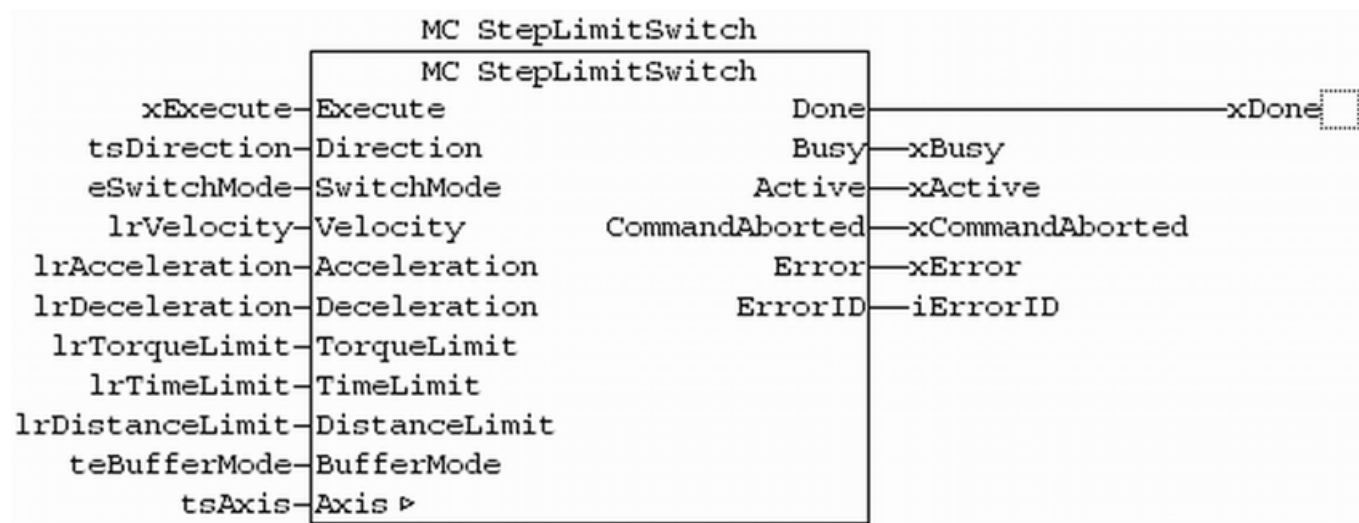 MC StepLimitSwitch
MC StepLimitSwitch
xExecute Execute Done xDone
tsDirection Direction Busy xBusy
eSwitchMode SwitchMode Active xActive
lrVelocity Velocity CommandAborted xCommandAborted
lrAcceleration Acceleration Error xError
lrDeceleration Deceleration ErrorID iErrorID
lrTorqueLimit TorqueLimit
lrTimeLimit TimeLimit
lrDistanceLimit DistanceLimit
teBufferMode BufferMode
tsAxis Axis